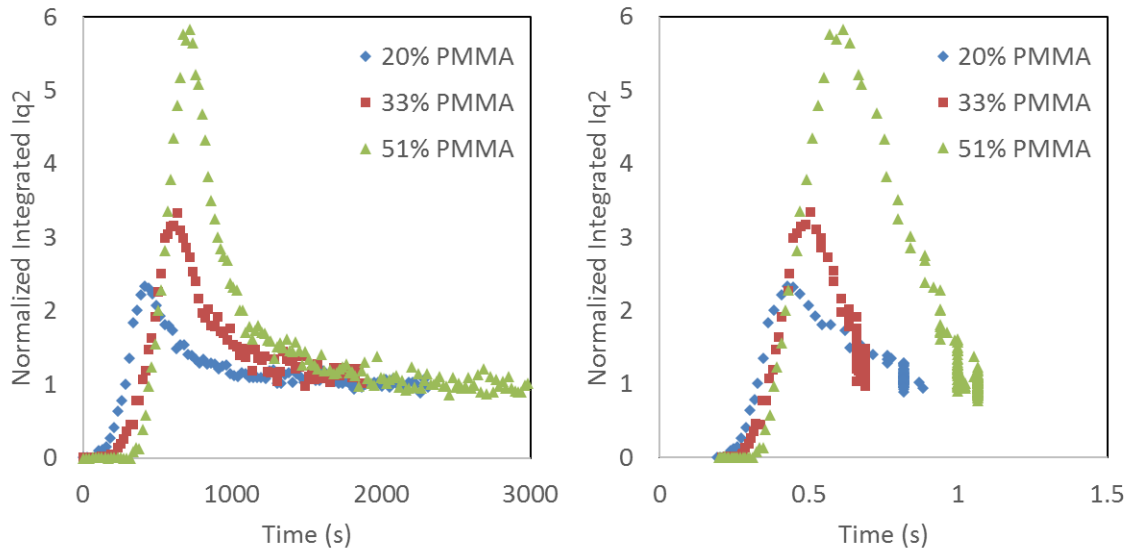 6
5
4
3
2
1
0
Normalized Integrated Iq2
20% PMMA
33% PMMA
51% PMMA
0 1000 2000 3000
Time (s)
6
5
4
3
2
1
0
Normalized Integrated Iq2
20% PMMA
33% PMMA
51% PMMA
0 0.5 1 1.5
Time (s)